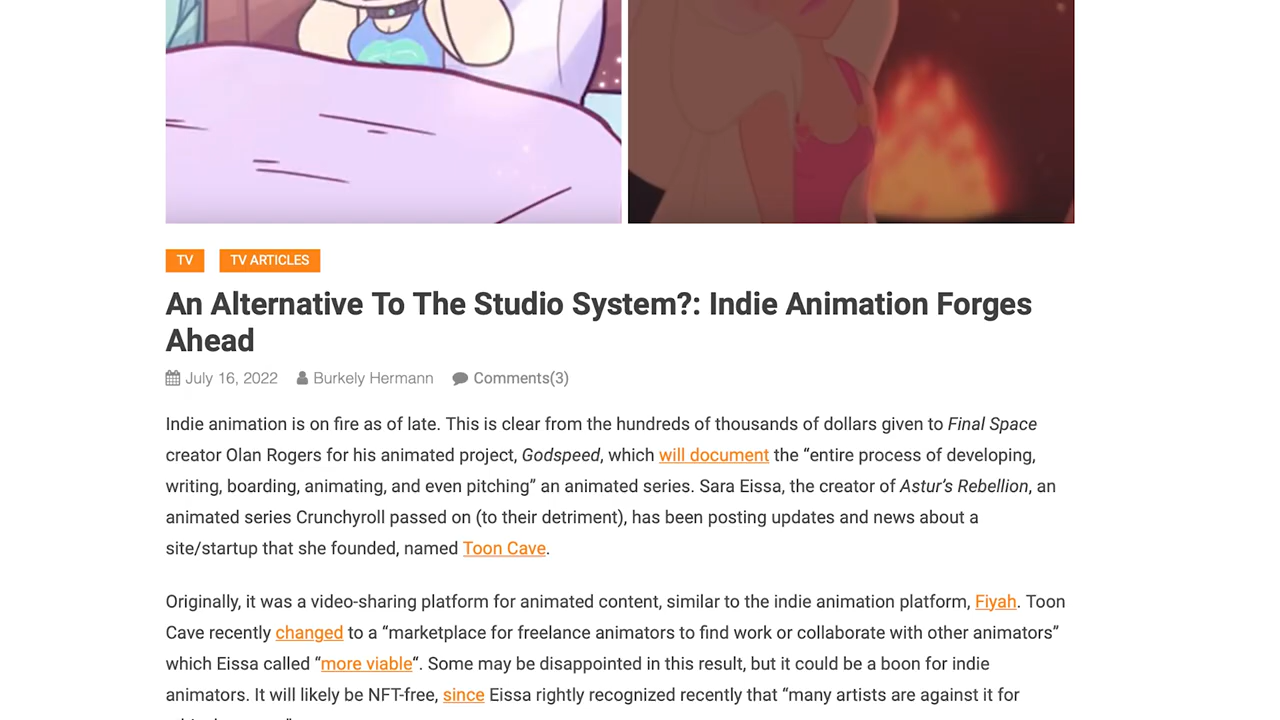 TV
TV ARTICLES
An Alternative To The Studio System?: Indie Animation Forges
Ahead
July 16, 2022 Burkely Hermann Comments(3)
Indie animation is on fire as of late. This is clear from the hundreds of thousands of dollars given to Final Space
creator Olan Rogers for his animated project, Godspeed, which will document the “entire process of developing,
writing, boarding, animating, and even pitching” an animated series. Sara Eissa, the creator of Astur’s Rebellion, an
animated series Crunchyroll passed on (to their detriment), has been posting updates and news about a
site/startup that she founded, named Toon Cave.
Originally, it was a video-sharing platform for animated content, similar to the indie animation platform, Fiyah. Toon
Cave recently changed to a “marketplace for freelance animators to find work or collaborate with other animators”
which Eissa called “more viable“. Some may be disappointed in this result, but it could be a boon for indie
animators. It will likely be NFT-free, since Eissa rightly recognized recently that “many artists are against it for